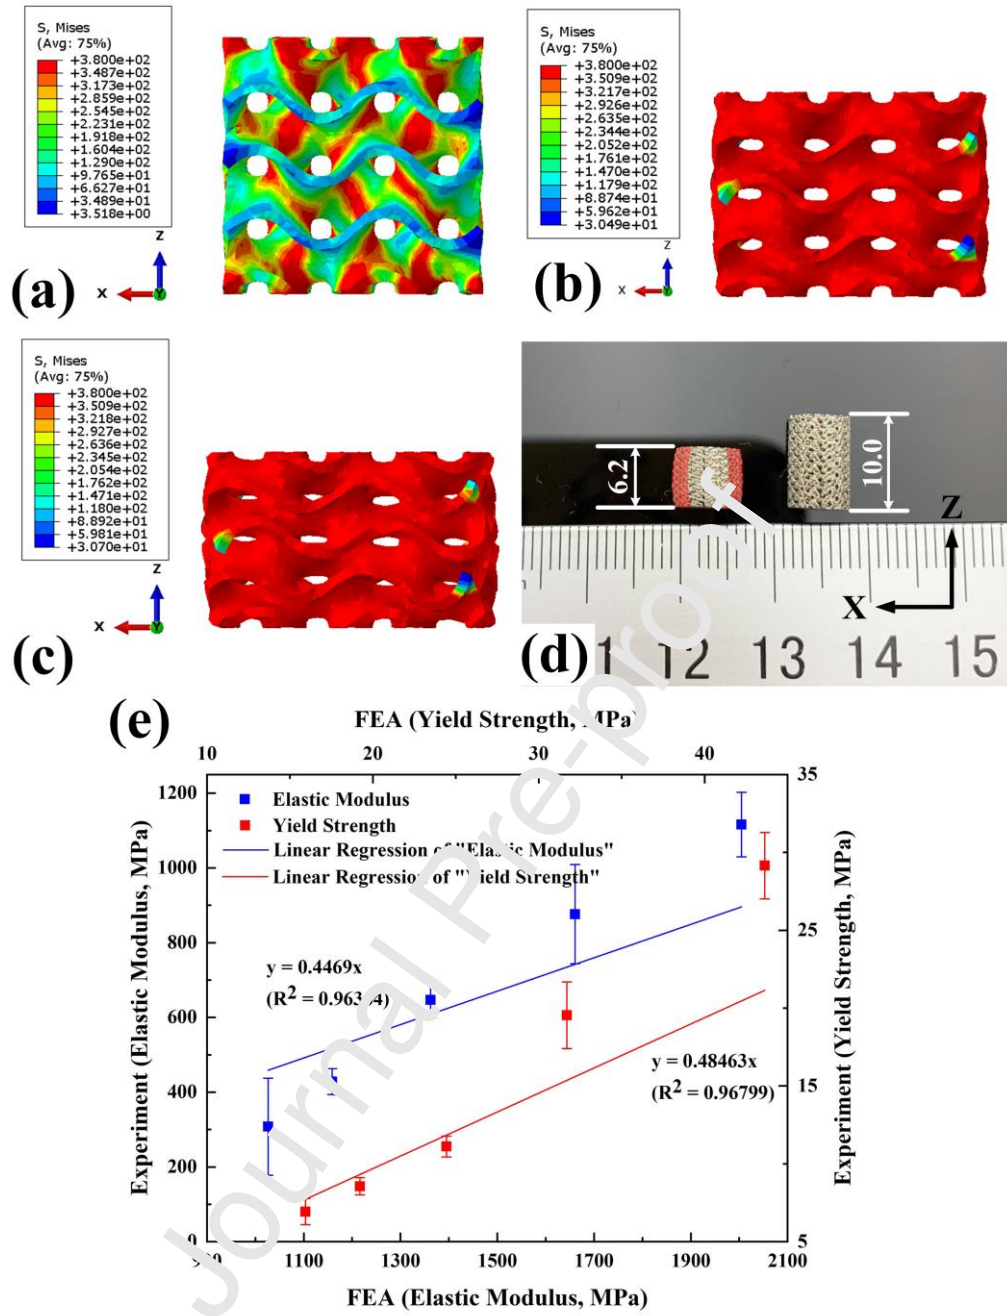 S, Mises
(Avg: 75%)
+3.800e+02
+3.487e+02
+3.173e+02
+2.859e+02
+2.545e+02
+2.231e+02
+1.918e+02
+1.604e+02
+1.290e+02
+9.765e+01
+6.627e+01
+3.489e+01
+3.518e+00
Z
X
Y
(a)
S, Mises
(Avg: 75%)
+3.800e+02
+3.509e+02
+3.217e+02
+2.926e+02
+2.635e+02
+2.344e+02
+2.052e+02
+1.761e+02
+1.470e+02
+1.179e+02
+8.874e+01
+5.962e+01
+3.049e+01
Z
X
Y
(b)
S, Mises
(Avg: 75%)
+3.800e+02
+3.509e+02
+3.218e+02
+2.927e+02
+2.636e+02
+2.345e+02
+2.054e+02
+1.762e+02
+1.471e+02
+1.180e+02
+8.892e+01
+5.981e+01
+3.070e+01
Z
X
Y
(c)
6.2
10.0
Z
X
1 12 13 14 15
(d)
(e)
FEA (Yield Strength, MPa)
10 20 30 40
Elastic Modulus
Yield Strength
Linear Regression of "Elastic Modulus"
Linear Regression of "Yield Strength"
y = 0.4469x
y = 0.48463x
(R² = 0.96799)
Experiment (Elastic Modulus, MPa)
1200
1000
800
600
400
200
0
Experiment (Yield Strength, MPa)
35
25
15
5
900 1100 1300 1500 1700 1900 2100
FEA (Elastic Modulus, MPa)
Journal Pre-proof